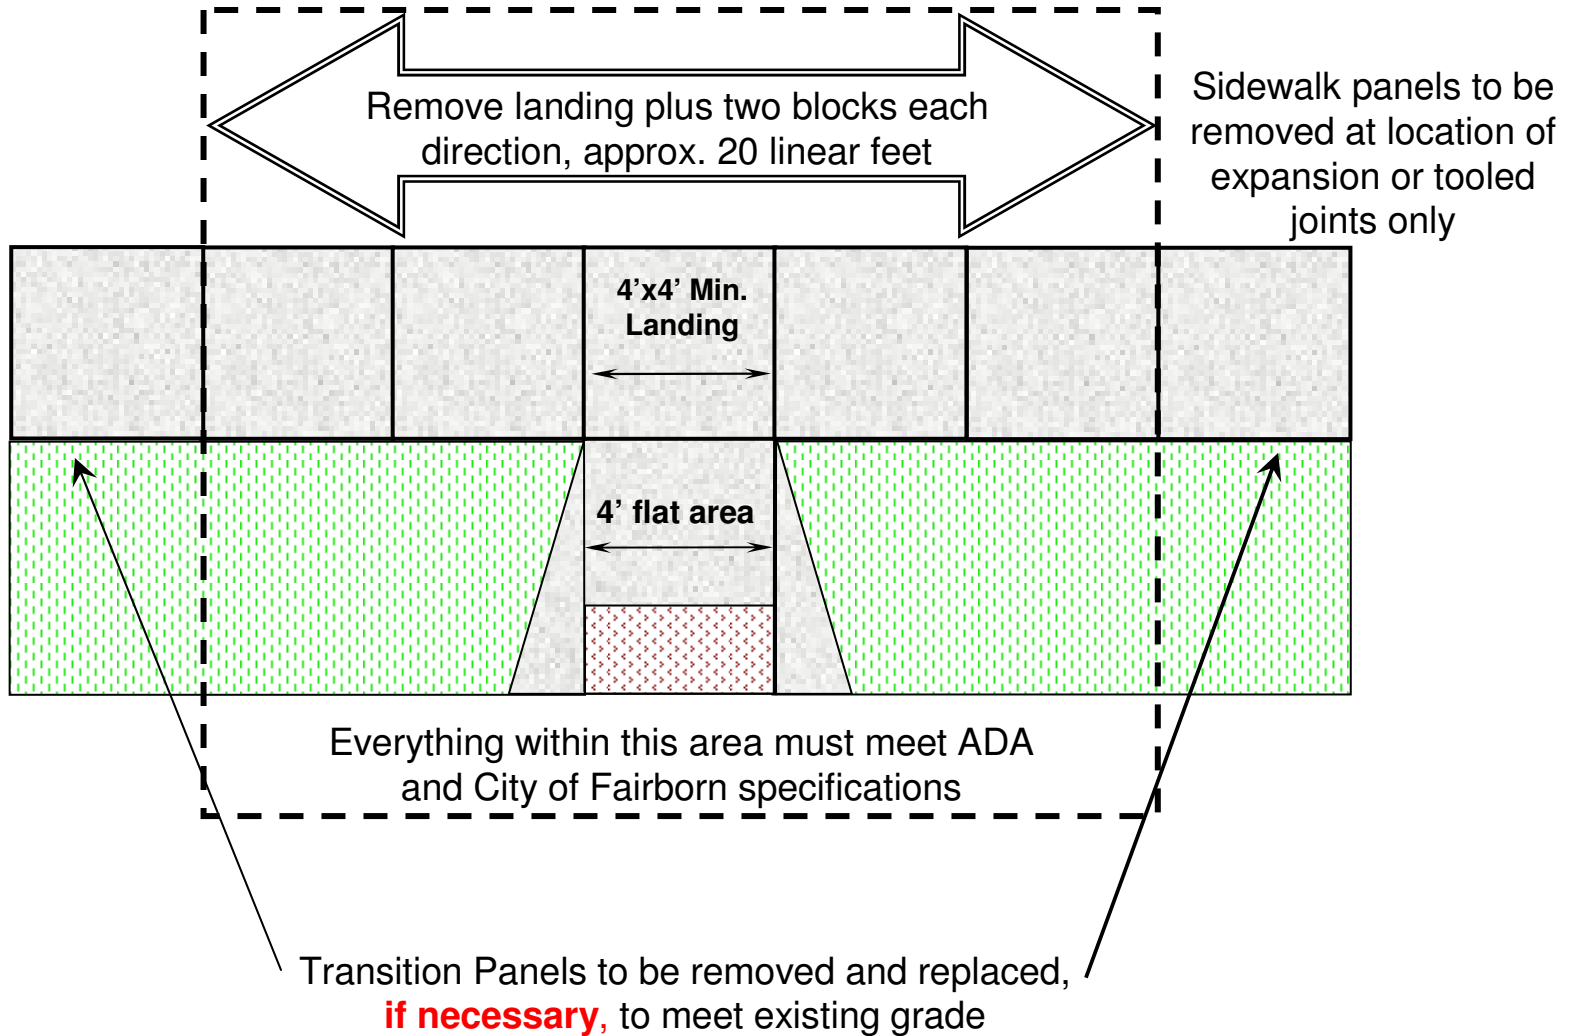 Remove landing plus two blocks each
direction, approx. 20 linear feet
Sidewalk panels to be
removed at location of
expansion or tooled
joints only
4’x4’ Min.
Landing
4’ flat area
Everything within this area must meet ADA
and City of Fairborn specifications
Transition Panels to be removed and replaced,
if necessary, to meet existing grade